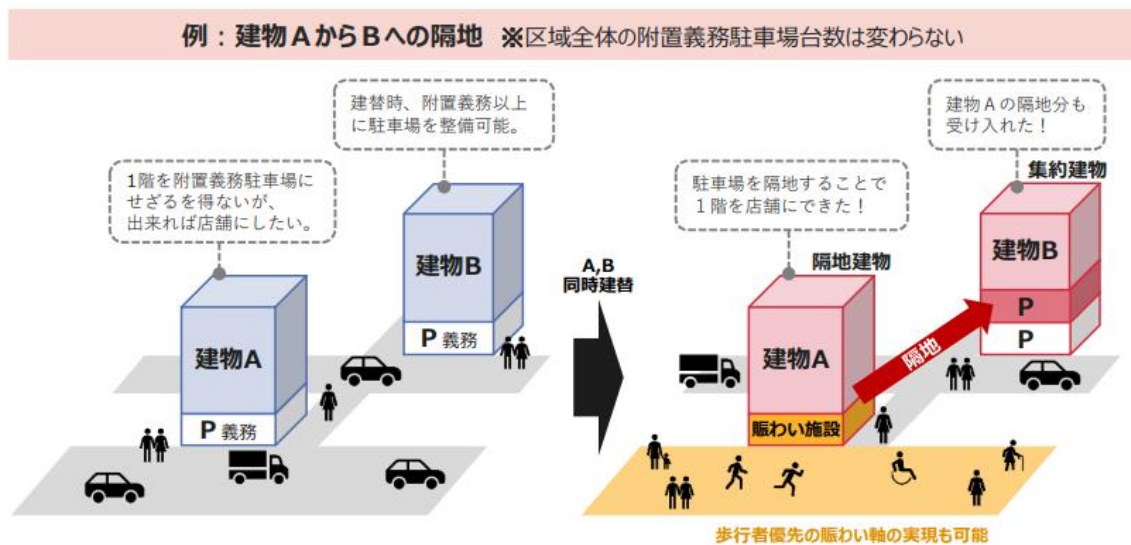 例：建物AからBへの隔地 ※区域全体の附置義務駐車場台数は変わらない
建替時、附置義務以上
に駐車場を整備可能。
1階を附置義務駐車場に
せざるを得ないが、
出来れば店舗にしたい。
建物B
P 義務
建物A
P 義務
A,B
同時建替
建物Aの隔地分も
受け入れた！
集約建物
駐車場を隔地することで
１階を店舗にできた！
隔地建物
建物B
P
P
隔地
建物A
賑わい施設
歩行者優先の賑わい軸の実現も可能